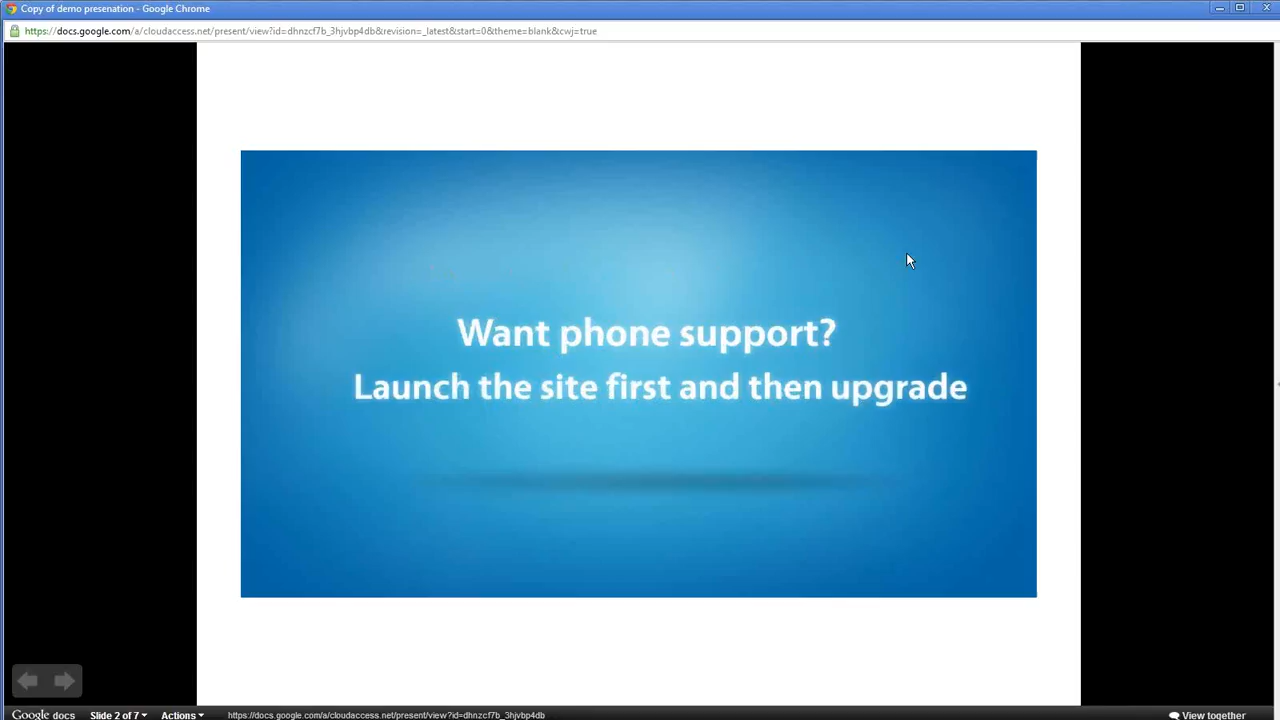 Copy of demo presenation - Google Chrome
https://docs.google.com/a/cloudaccess.net/present/view?id=dhnzcf7b_3hjvbp4db&revision=_latest&start=0&theme=blank&cwj=true
Want phone support?
Launch the site first and then upgrade
Google docs Slide 2 of 7 Actions https://docs.google.com/a/cloudaccess.net/present/view?id=dhnzcf7b_3hjvbp4db View together